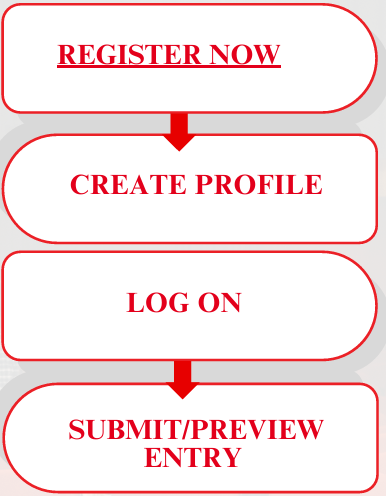 REGISTER NOW
CREATE PROFILE
LOG ON
SUBMIT/PREVIEW
ENTRY